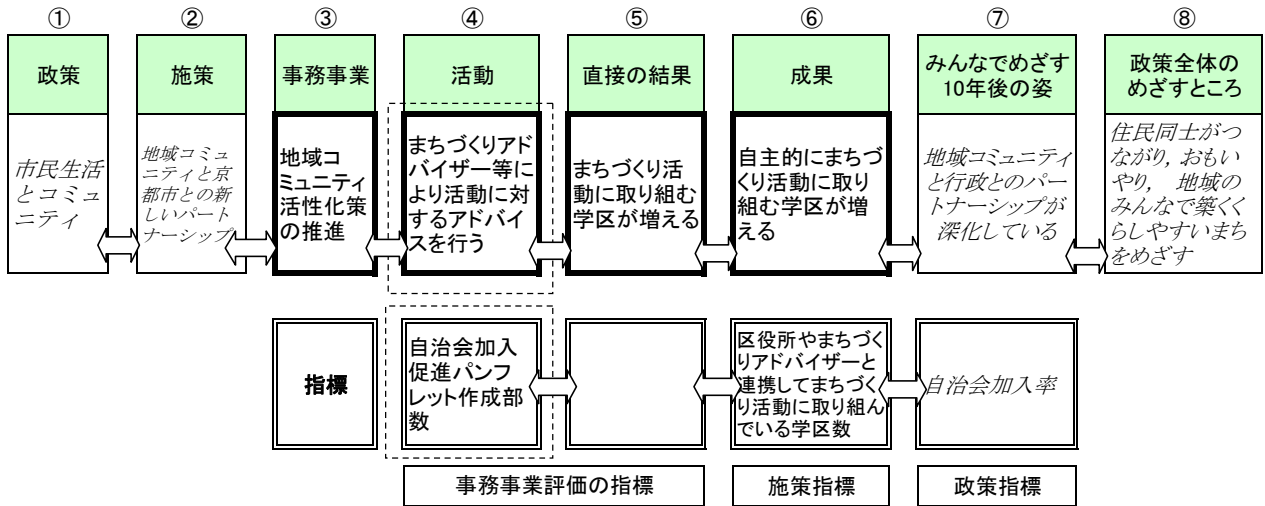 ① ② ③ ④ ⑤ ⑥ ⑦ ⑧
政策
施策
事務事業
活動
直接の結果
成果
みんなでめざす
10年後の姿
政策全体の
めざすところ
市民生活
とコミュ
ニティ
地域コミュ
ニティと京
都市との新
しいパート
ナーシップ
地域コ
ミュニティ
活性化策
の推進
まちづくりアド
バイザー等に
より活動に対
するアドバイ
スを行う
まちづくり活
動に取り組む
学区が増える
自主的にまちづ
くり活動に取り
組む学区が増
える
地域コミュニティ
と行政とのパー
トナーシップが
深化している
住民同士がつ
ながり，おもい
やり， 地域の
みんなで築くく
らしやすいまち
をめざす
指標
自治会加入
促進パンフ
レット作成部
数
区役所やまちづく
りアドバイザーと
連携してまちづく
り活動に取り組ん
でいる学区数
自治会加入率
事務事業評価の指標
施策指標
政策指標